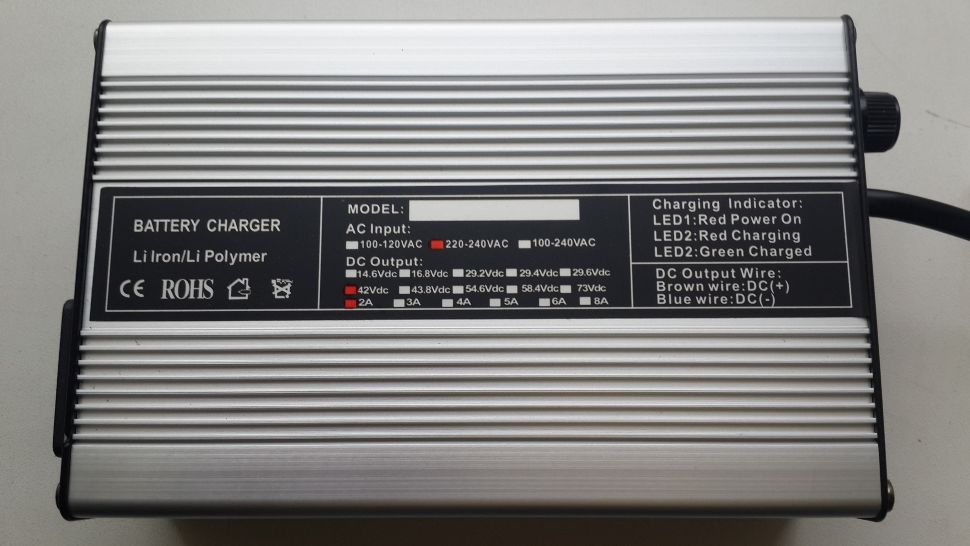 BATTERY CHARGER
Li Iron/Li Polymer
CE ROHS
MODEL:
AC Input:
100-120VAC 220-240VAC 100-240VAC
DC Output:
14.6Vdc 16.8Vdc 29.2Vdc 29.4Vdc 29.6Vdc
42Vdc 43.8Vdc 54.6Vdc 58.4Vdc 73Vdc
2A 3A 4A 5A 6A 8A
Charging Indicator:
LED1:Red Power On
LED2:Red Charging
LED2:Green Charged
DC Output Wire:
Brown wire:DC(+)
Blue wire:DC(-)